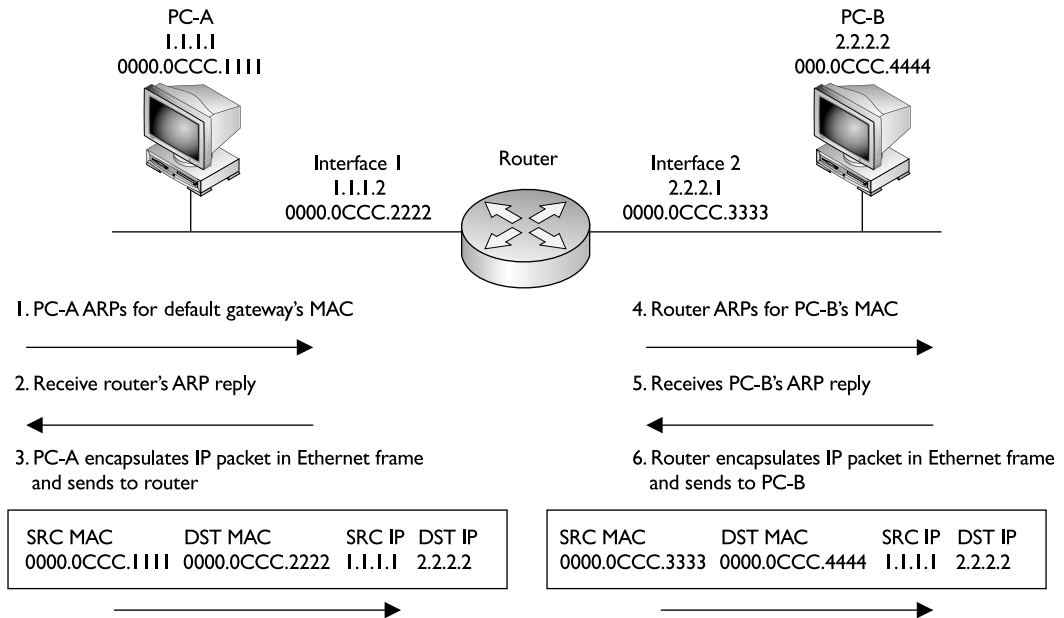 PC-A
1.1.1.1
0000.0CCC.1111
PC-B
2.2.2.2
000.0CCC.4444
Interface 1
1.1.1.2
0000.0CCC.2222
Router
Interface 2
2.2.2.1
0000.0CCC.3333
1. PC-A ARPs for default gateway's MAC
2. Receive router's ARP reply
3. PC-A encapsulates IP packet in Ethernet frame
and sends to router
SRC MAC DST MAC SRC IP DST IP
0000.0CCC.1111 0000.0CCC.2222 1.1.1.1 2.2.2.2
4. Router ARPs for PC-B's MAC
5. Receives PC-B's ARP reply
6. Router encapsulates IP packet in Ethernet frame
and sends to PC-B
SRC MAC DST MAC SRC IP DST IP
0000.0CCC.3333 0000.0CCC.4444 1.1.1.1 2.2.2.2